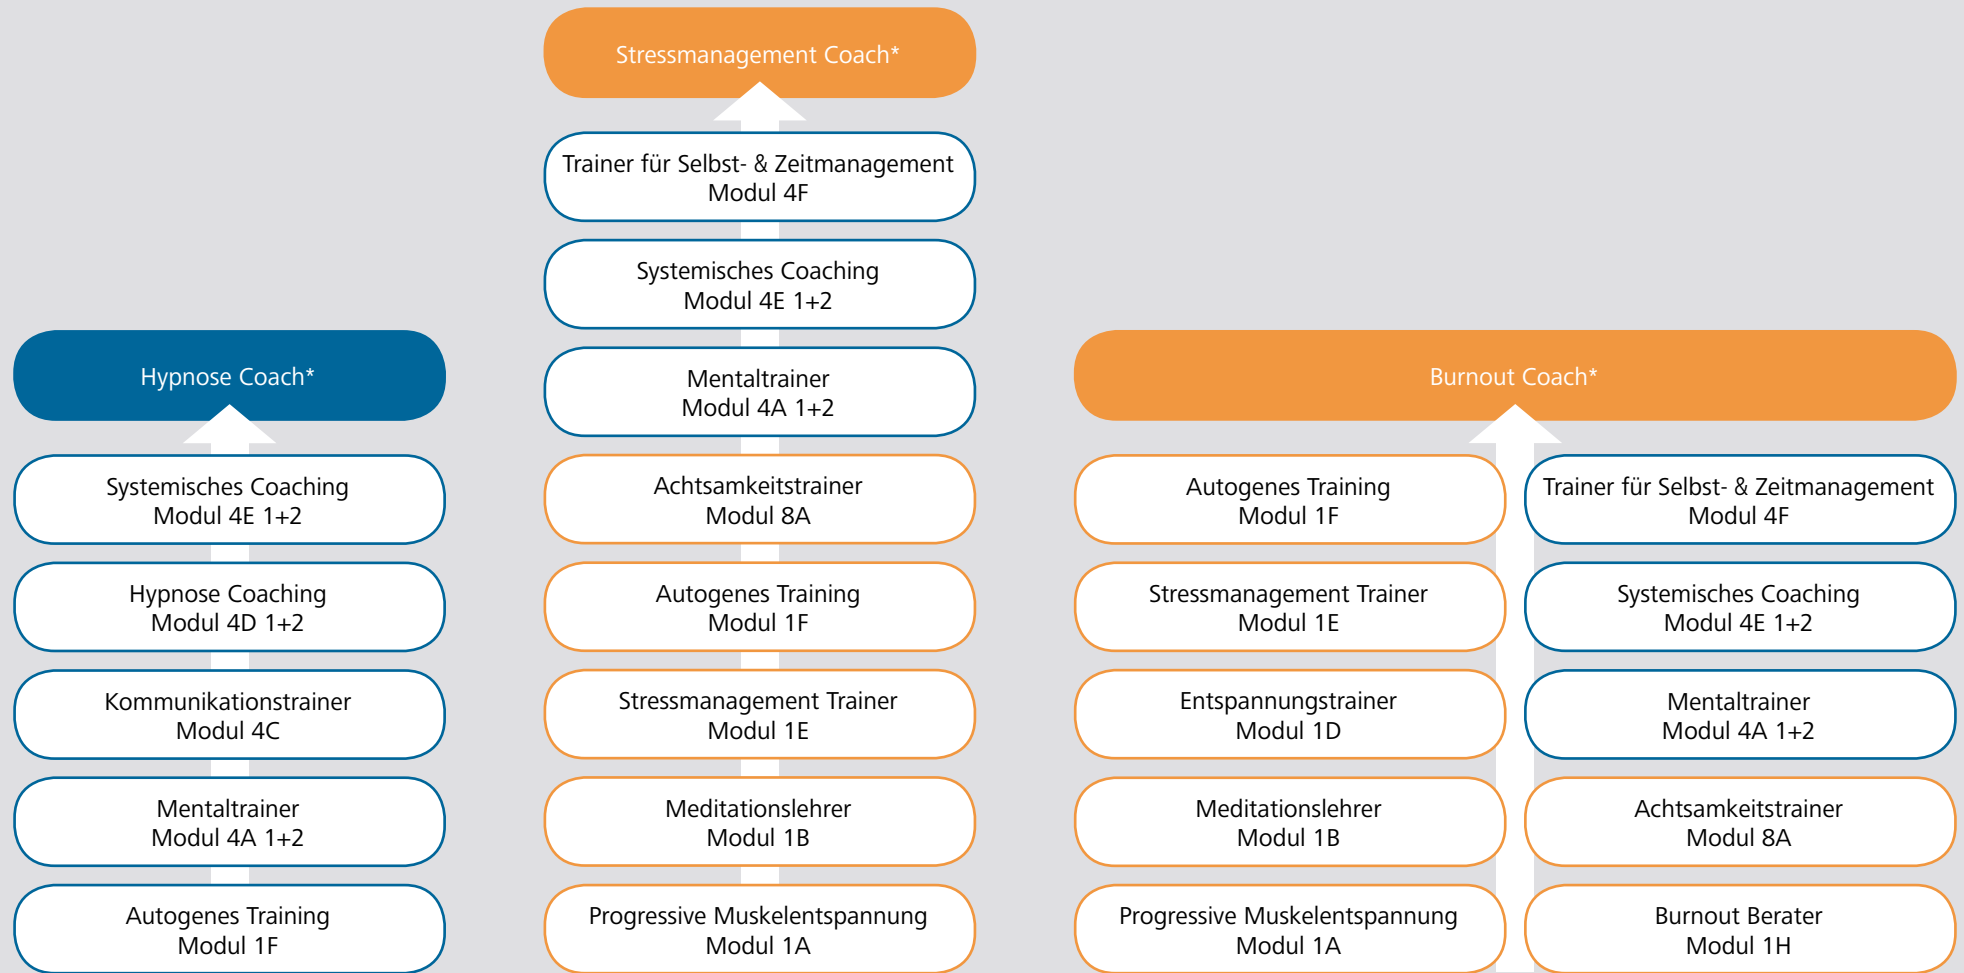 Stressmanagement Coach*
Trainer für Selbst- & Zeitmanagement
Modul 4F
Systemisches Coaching
Modul 4E 1+2
Mentaltrainer
Modul 4A 1+2
Achtsamkeitstrainer
Modul 8A
Autogenes Training
Modul 1F
Stressmanagement Trainer
Modul 1E
Meditationslehrer
Modul 1B
Progressive Muskelentspannung
Modul 1A
Hypnose Coach*
Systemisches Coaching
Modul 4E 1+2
Hypnose Coaching
Modul 4D 1+2
Kommunikationstrainer
Modul 4C
Mentaltrainer
Modul 4A 1+2
Autogenes Training
Modul 1F
Burnout Coach*
Autogenes Training
Modul 1F
Stressmanagement Trainer
Modul 1E
Entspannungstrainer
Modul 1D
Meditationslehrer
Modul 1B
Progressive Muskelentspannung
Modul 1A
Trainer für Selbst- & Zeitmanagement
Modul 4F
Systemisches Coaching
Modul 4E 1+2
Mentaltrainer
Modul 4A 1+2
Achtsamkeitstrainer
Modul 8A
Burnout Berater
Modul 1H